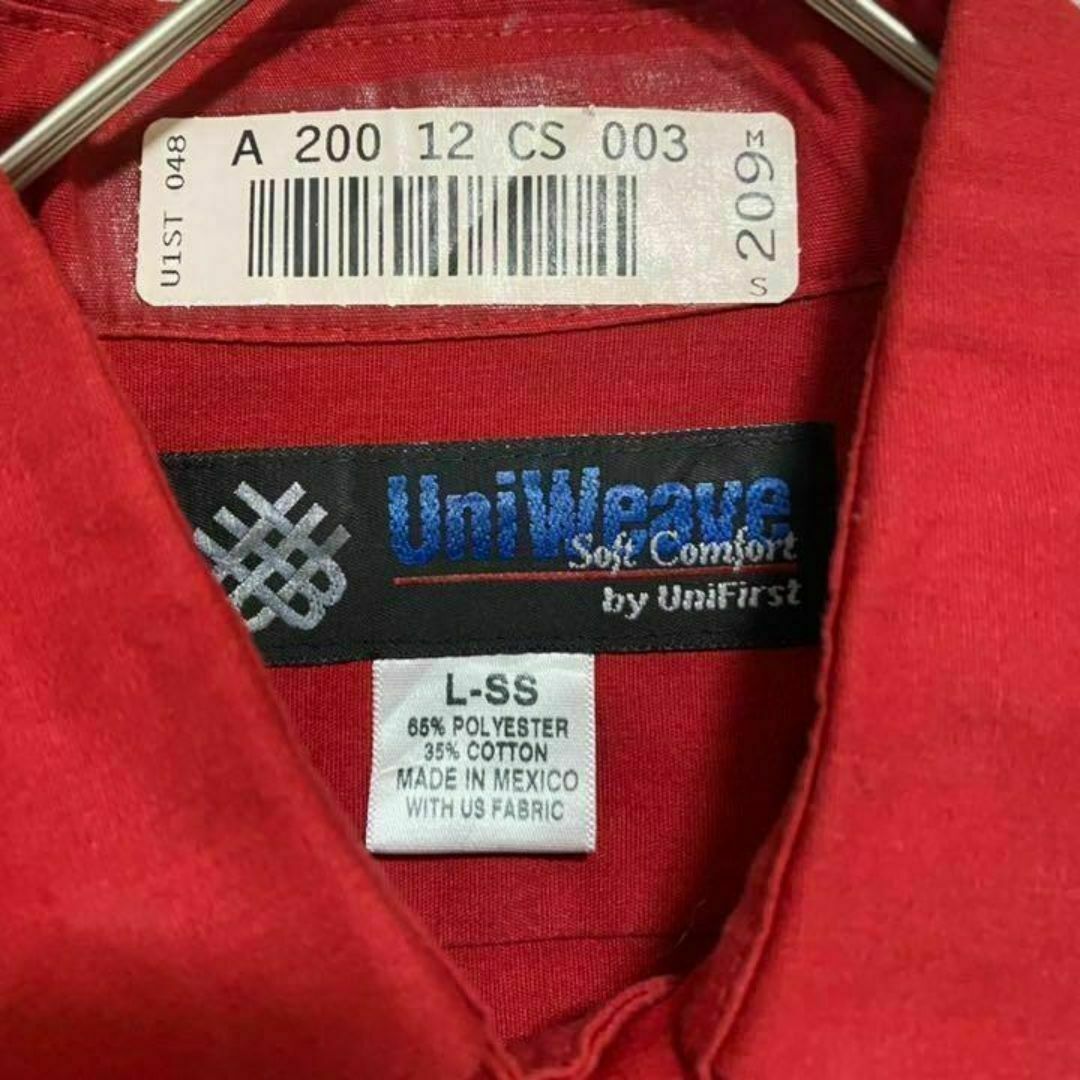 U1ST 048
A 200 12 CS 003
M
209
S
UniWeave
Soft Comfort
by UniFirst
L-SS
65% POLYESTER
35% COTTON
MADE IN MEXICO
WITH US FABRIC